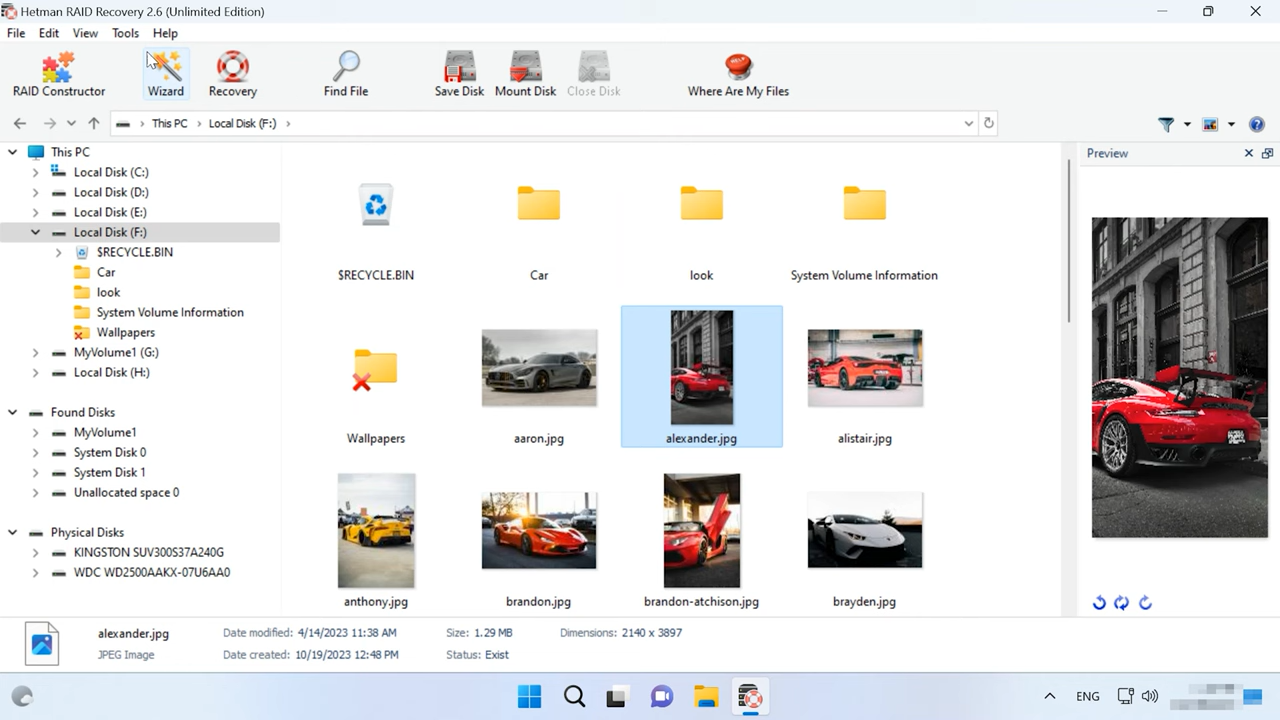 Hetman RAID Recovery 2.6 (Unlimited Edition)
File Edit View Tools Help
RAID Constructor Wizard Recovery Find File Save Disk Mount Disk Close Disk Where Are My Files
This PC > Local Disk (F:) >
This PC
Local Disk (C:)
Local Disk (D:)
Local Disk (E:)
Local Disk (F:)
$RECYCLE.BIN
Car
look
System Volume Information
Wallpapers
MyVolume1 (G:)
Local Disk (H:)
Found Disks
MyVolume1
System Disk 0
System Disk 1
Unallocated space 0
Physical Disks
KINGSTON SUV300S37A240G
WDC WD2500AAKX-07U6AA0
$RECYCLE.BIN Car look System Volume Information
Wallpapers aaron.jpg alexander.jpg alistair.jpg
anthony.jpg brandon.jpg brandon-atchison.jpg brayden.jpg
Preview
alexander.jpg Date modified: 4/14/2023 11:38 AM Size: 1.29 MB Dimensions: 2140 x 3897
JPEG Image Date created: 10/19/2023 12:48 PM Status: Exist
ENG